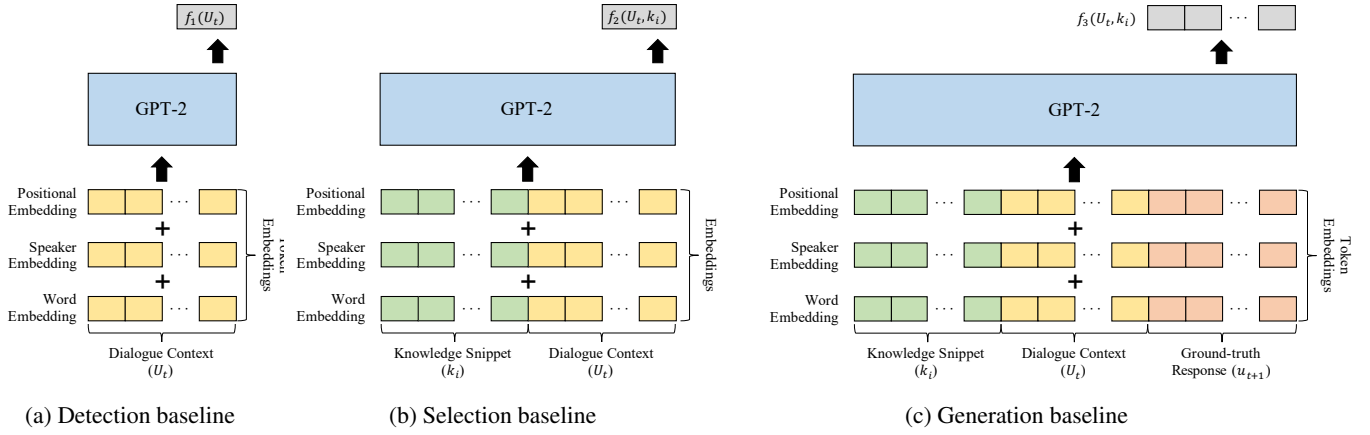 f₁(Uₜ)
GPT-2
Positional
Embedding
···
+
Speaker
Embedding
···
+
Word
Embedding
···
Embeddings
Dialogue Context
(Uₜ)
(a) Detection baseline
f₂(Uₜ, kᵢ)
GPT-2
Positional
Embedding
··· ···
+
Speaker
Embedding
··· ···
+
Word
Embedding
··· ···
Embeddings
Knowledge Snippet
(kᵢ)
Dialogue Context
(Uₜ)
(b) Selection baseline
f₃(Uₜ, kᵢ)
···
GPT-2
Positional
Embedding
··· ··· ···
+
Speaker
Embedding
··· ··· ···
+
Word
Embedding
··· ··· ···
Token
Embeddings
Knowledge Snippet
(kᵢ)
Dialogue Context
(Uₜ)
Ground-truth
Response (uₜ₊₁)
(c) Generation baseline